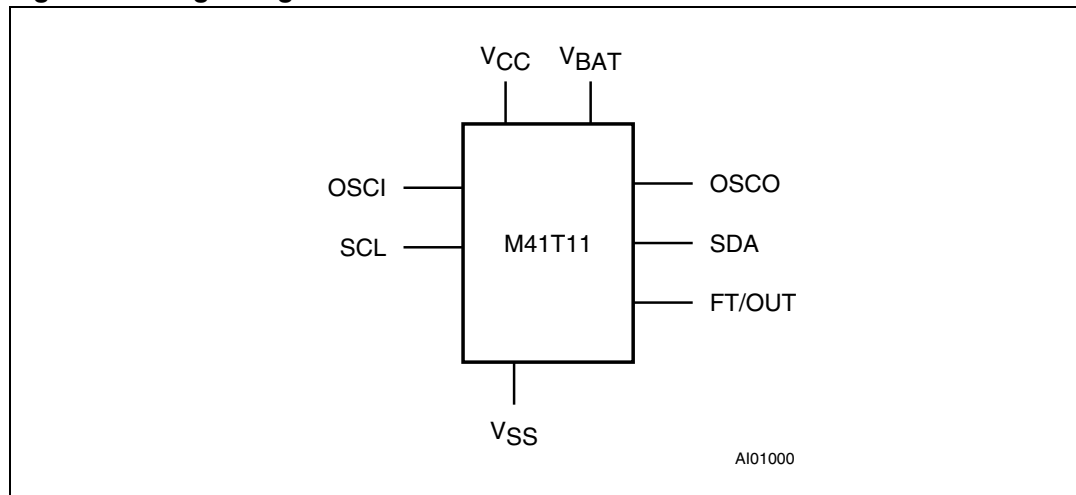 VCC VBAT
OSCI OSCO
SCL M41T11 SDA
FT/OUT
VSS
AI01000